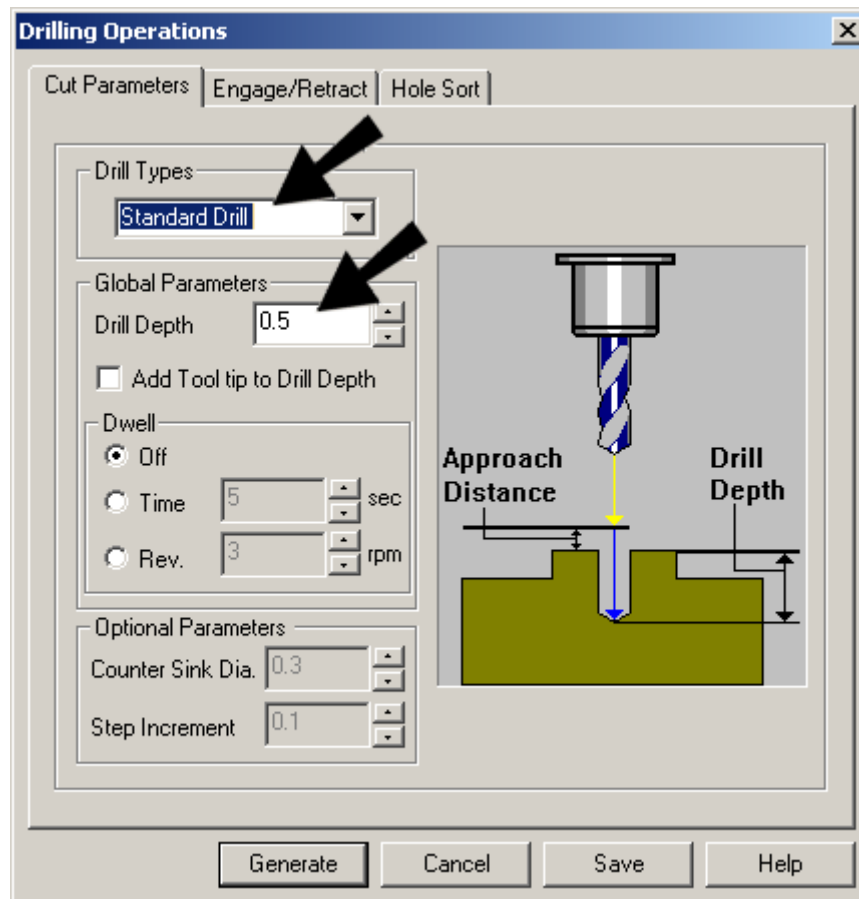 Drilling Operations
Cut Parameters
Engage/Retract
Hole Sort
Drill Types
Standard Drill
Global Parameters
Drill Depth 0.5
Add Tool tip to Drill Depth
Dwell
Off
Time 5 sec
Rev. 3 rpm
Optional Parameters
Counter Sink Dia. 0.3
Step Increment 0.1
Approach
Distance
Drill
Depth
Generate
Cancel
Save
Help